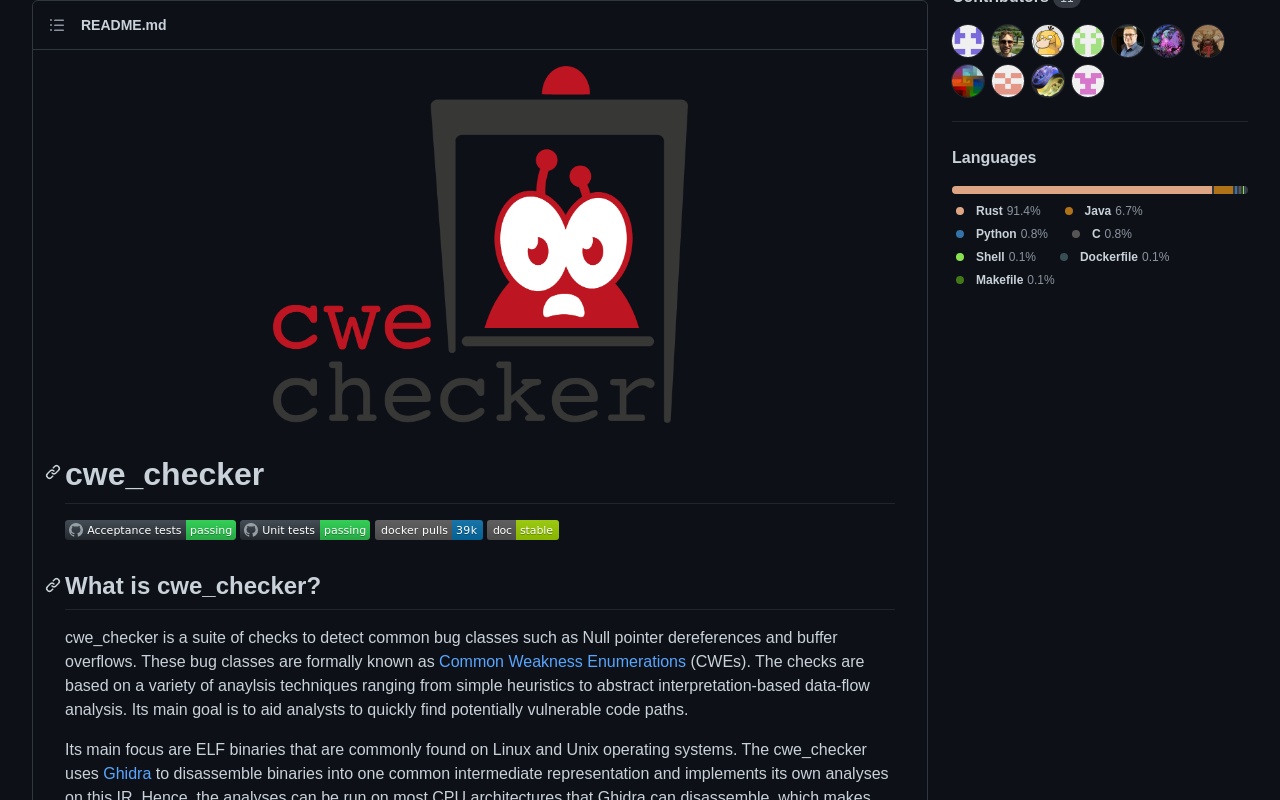 README.md
cwe
checker
cwe_checker
Acceptance tests passing Unit tests passing docker pulls 39k doc stable
What is cwe_checker?
cwe_checker is a suite of checks to detect common bug classes such as Null pointer dereferences and buffer
overflows. These bug classes are formally known as Common Weakness Enumerations (CWEs). The checks are
based on a variety of anaylsis techniques ranging from simple heuristics to abstract interpretation-based data-flow
analysis. Its main goal is to aid analysts to quickly find potentially vulnerable code paths.
Its main focus are ELF binaries that are commonly found on Linux and Unix operating systems. The cwe_checker
uses Ghidra to disassemble binaries into one common intermediate representation and implements its own analyses
on this IR. Hence, the analyses can be run on most CPU architectures that Ghidra can disassemble, which makes
Contributors 11
Languages
Rust 91.4% Java 6.7%
Python 0.8% C 0.8%
Shell 0.1% Dockerfile 0.1%
Makefile 0.1%